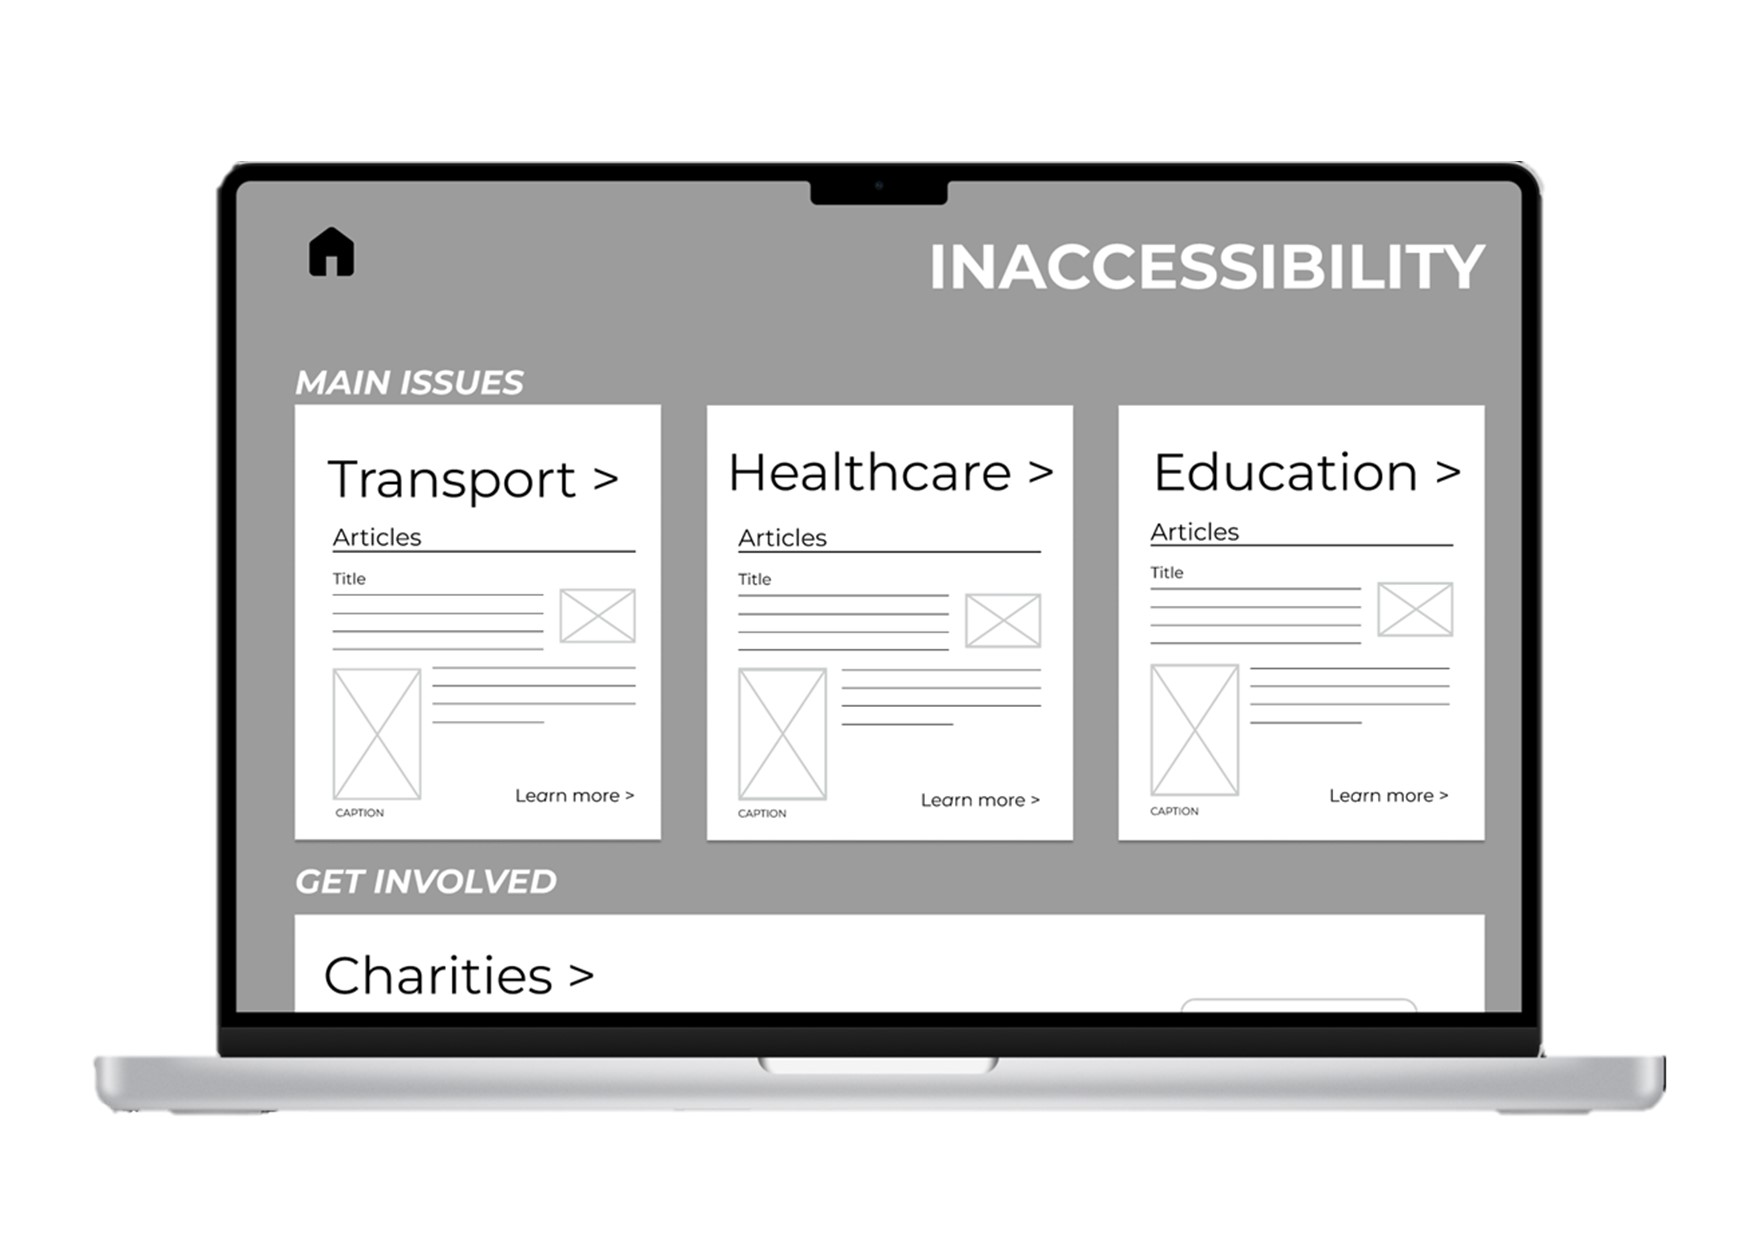 INACCESSIBILITY
MAIN ISSUES
Transport >
Articles
Title
Learn more >
CAPTION
Healthcare >
Articles
Title
Learn more >
CAPTION
Education >
Articles
Title
Learn more >
CAPTION
GET INVOLVED
Charities >